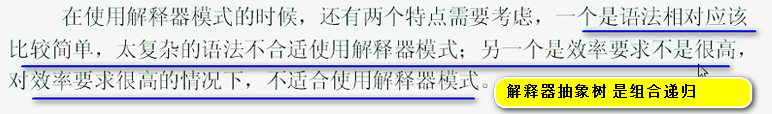 在使用解释器模式的时候，还有两个特点需要考虑，一个是语法相对应该
比较简单，太复杂的语法不合适使用解释器模式；另一个是效率要求不是很高，
对效率要求很高的情况下，不适合使用解释器模式。
解释器抽象树 是组合递归